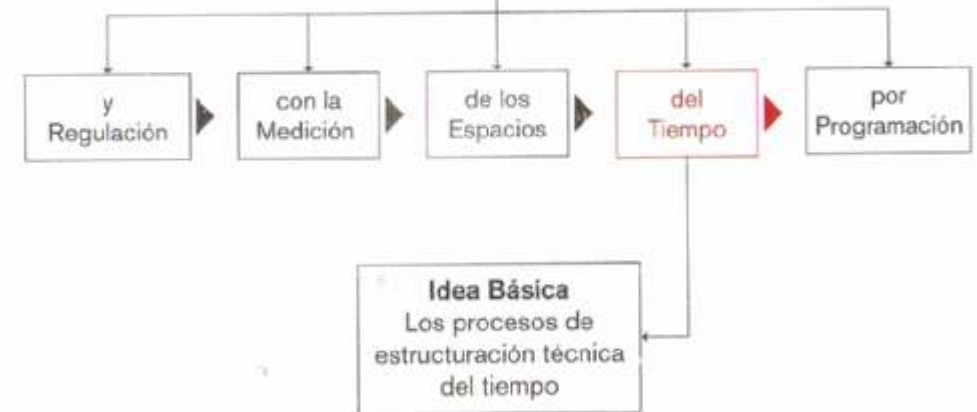 y
Regulación
con la
Medición
de los
Espacios
del
Tiempo
por
Programación
Idea Básica
Los procesos de
estructuración técnica
del tiempo